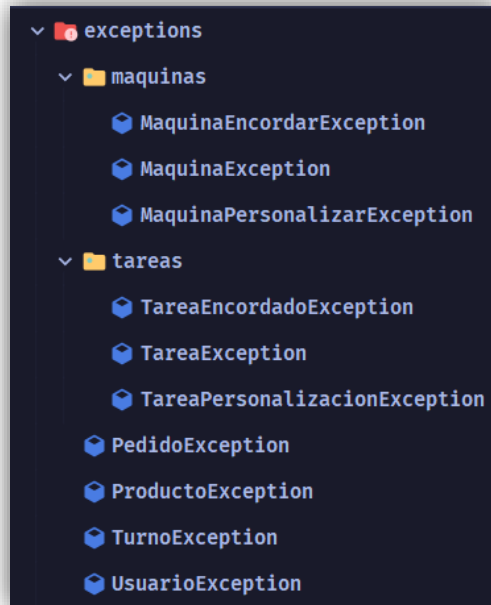 exceptions
maquinas
MaquinaEncordarException
MaquinaException
MaquinaPersonalizarException
tareas
TareaEncordadoException
TareaException
TareaPersonalizacionException
PedidoException
ProductoException
TurnoException
UsuarioException